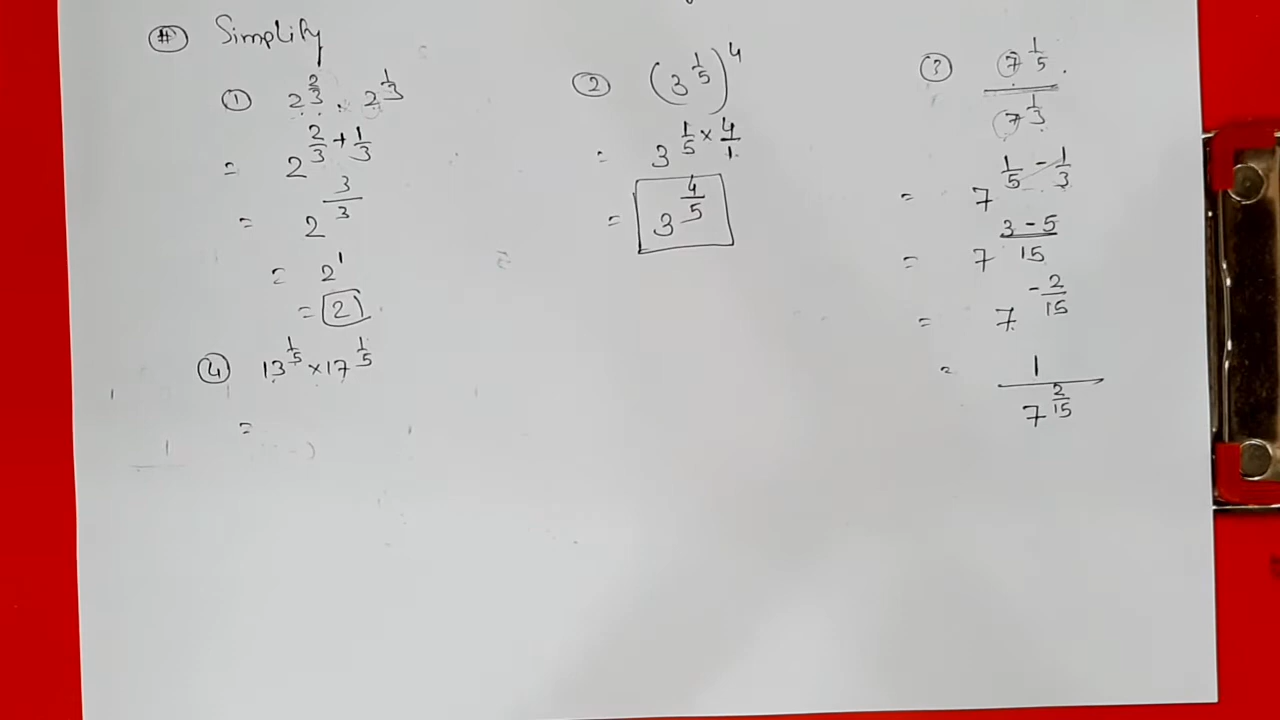 # Simplify
① 2^{2/3} · 2^{1/3}
= 2^{2/3 + 1/3}
= 2^{3/3}
= 2^1
= 2
② (3^{1/5})^4
= 3^{1/5 × 4/1}
= 3^{4/5}
③ 7^{1/5} / 7^{1/3}
= 7^{1/5 - 1/3}
= 7^{(3-5)/15}
= 7^{-2/15}
= 1 / 7^{2/15}
④ 13^{1/5} × 17^{1/5}
=